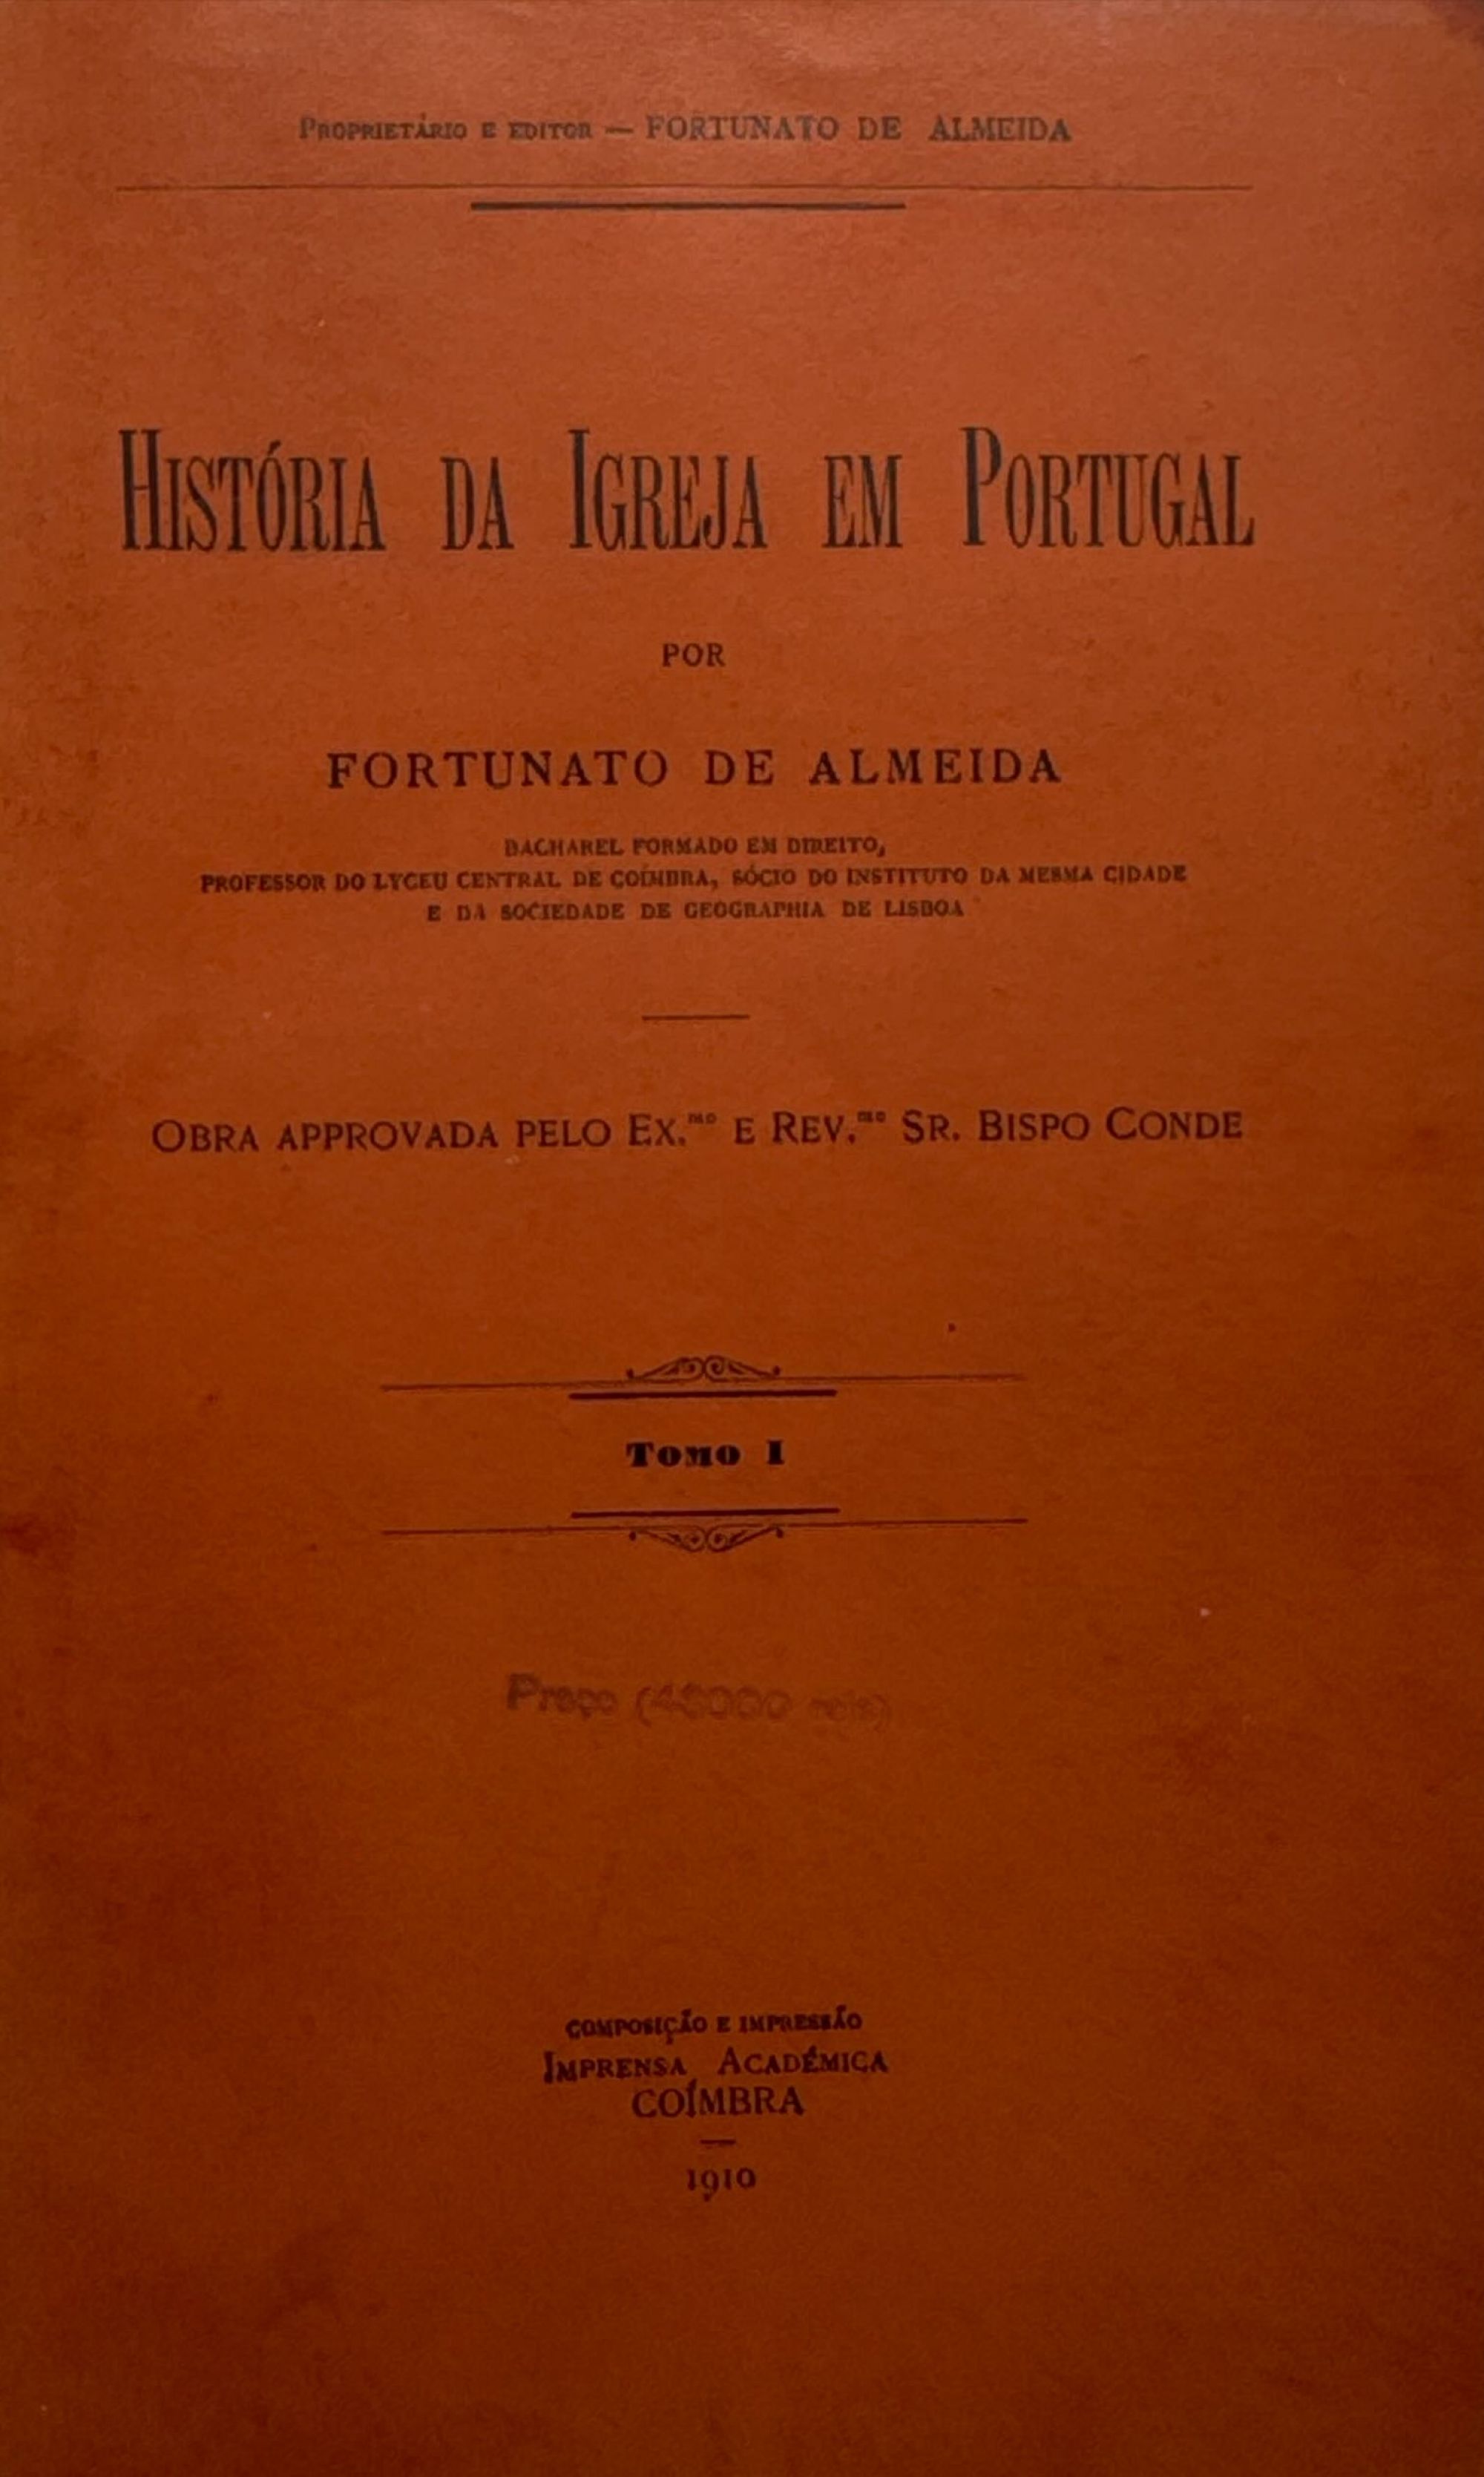 PROPRIETÁRIO E EDITOR — FORTUNATO DE ALMEIDA
HISTÓRIA DA IGREJA EM PORTUGAL
POR
FORTUNATO DE ALMEIDA
BACHAREL FORMADO EM DIREITO,
PROFESSOR DO LYCEU CENTRAL DE COÍMBRA, SÓCIO DO INSTITUTO DA MESMA CIDADE
E DA SOCIEDADE DE GEOGRAPHIA DE LISBOA
OBRA APPROVADA PELO EX.mo E REV.mo SR. BISPO CONDE
Tomo I
Preço
COMPOSIÇÃO E IMPRESSÃO
IMPRENSA ACADÉMICA
COÍMBRA
1910